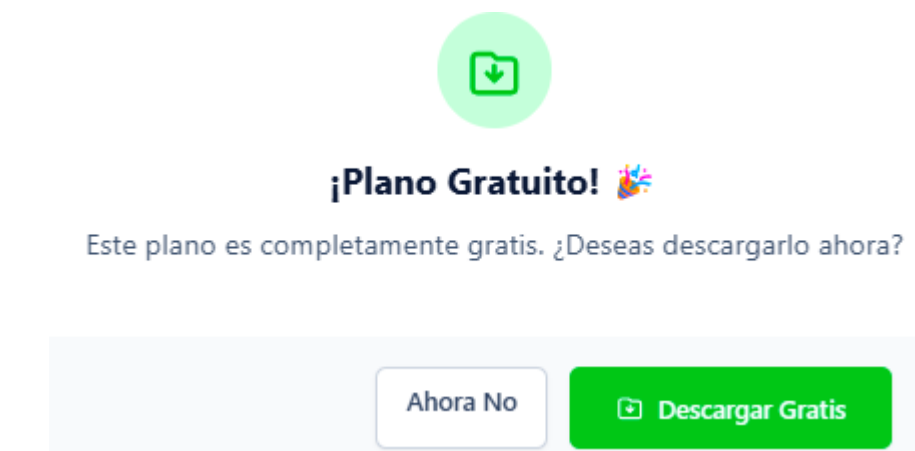 ¡Plano Gratuito! 🎉
Este plano es completamente gratis. ¿Deseas descargarlo ahora?
Ahora No
Descargar Gratis